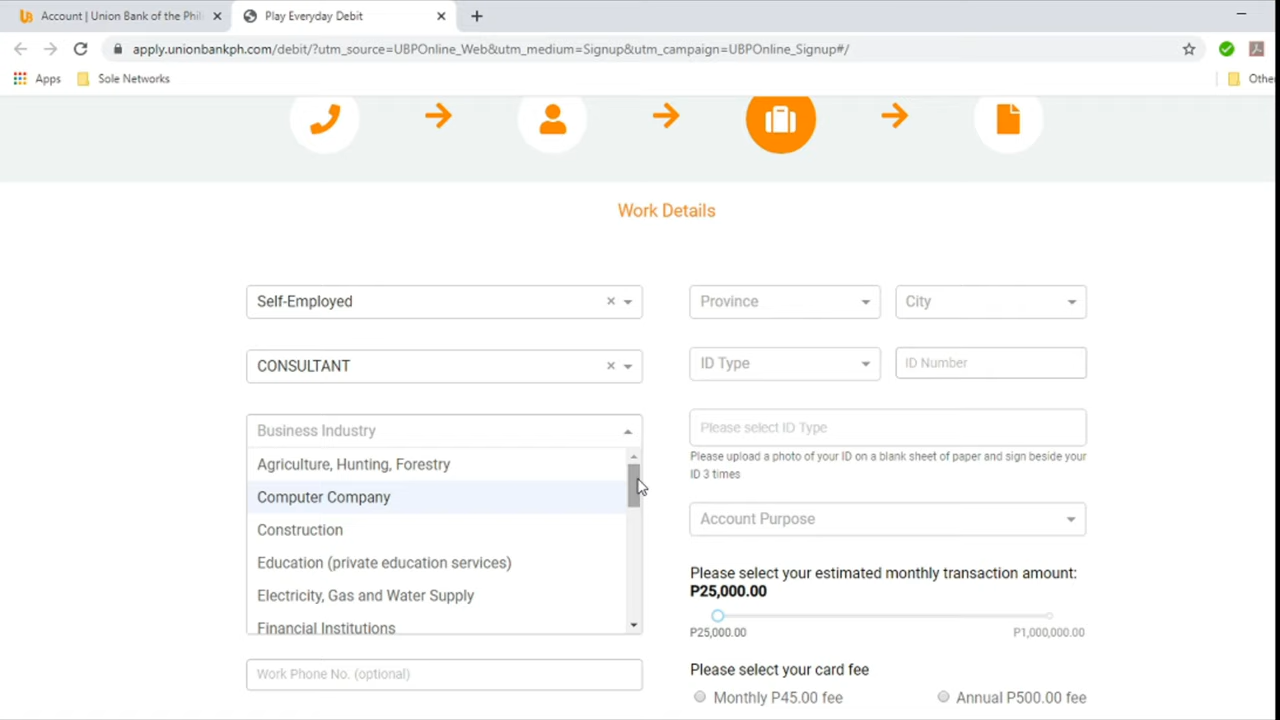 Account | Union Bank of the Phil
Play Everyday Debit
apply.unionbankph.com/debit/?utm_source=UBPOnline_Web&utm_medium=Signup&utm_campaign=UBPOnline_Signup#/
Apps
Sole Networks
Other
Work Details
Self-Employed
CONSULTANT
Business Industry
Agriculture, Hunting, Forestry
Computer Company
Construction
Education (private education services)
Electricity, Gas and Water Supply
Financial Institutions
Work Phone No. (optional)
Province
City
ID Type
ID Number
Please select ID Type
Please upload a photo of your ID on a blank sheet of paper and sign beside your
ID 3 times
Account Purpose
Please select your estimated monthly transaction amount:
P25,000.00
P25,000.00
P1,000,000.00
Please select your card fee
Monthly P45.00 fee
Annual P500.00 fee